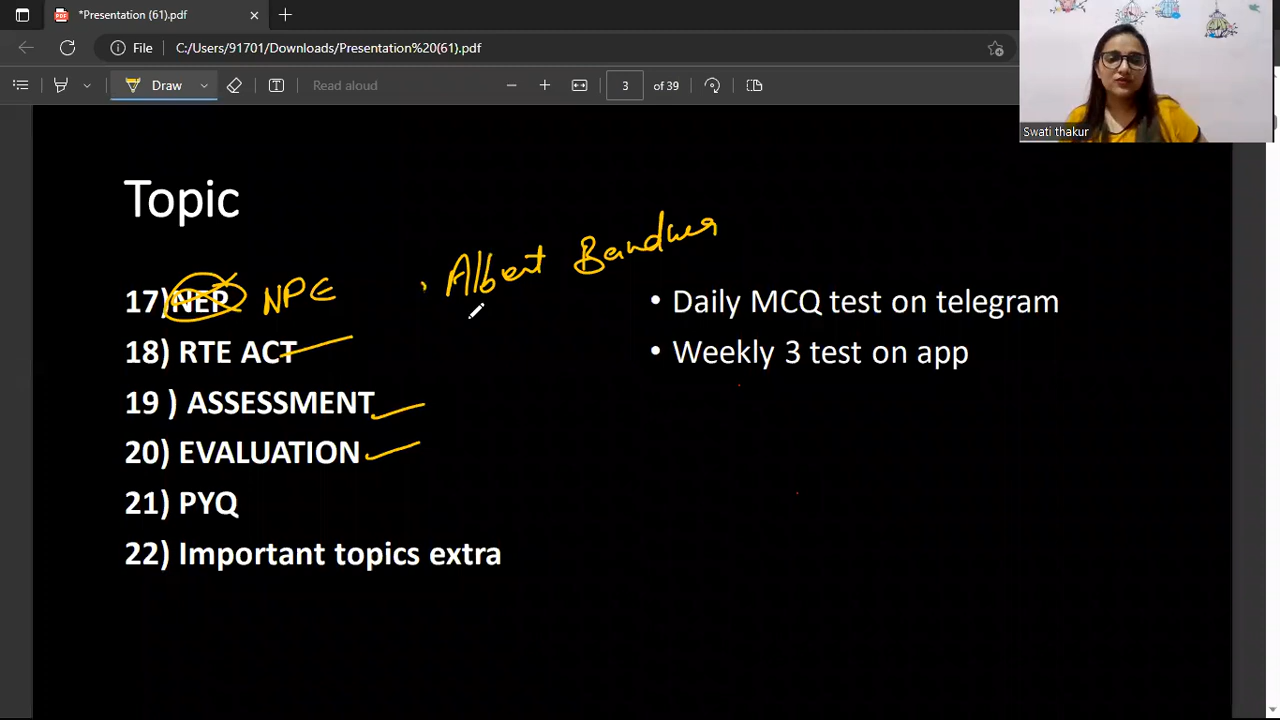 *Presentation (61).pdf
File C:/Users/91701/Downloads/Presentation%20(61).pdf
Draw Read aloud 3 of 39
Swati thakur
Topic
Albert Bandura
17) NEP NPE
18) RTE ACT
19 ) ASSESSMENT
20) EVALUATION
21) PYQ
22) Important topics extra
• Daily MCQ test on telegram
• Weekly 3 test on app